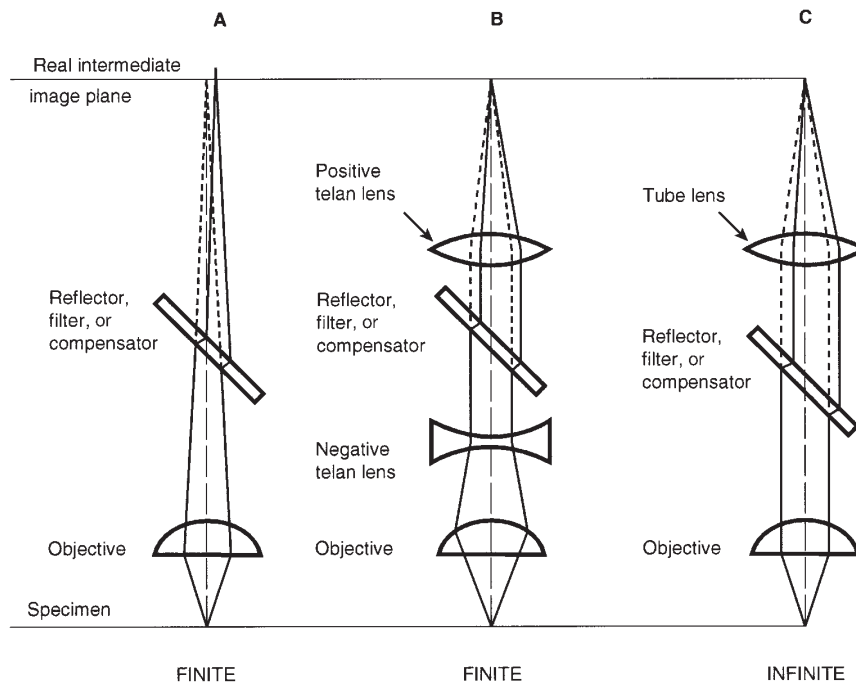 A
B
C
Real intermediate
image plane
Positive
telan lens
Tube lens
Reflector,
filter, or
compensator
Reflector,
filter, or
compensator
Reflector,
filter, or
compensator
Negative
telan lens
Objective
Objective
Objective
Specimen
FINITE
FINITE
INFINITE